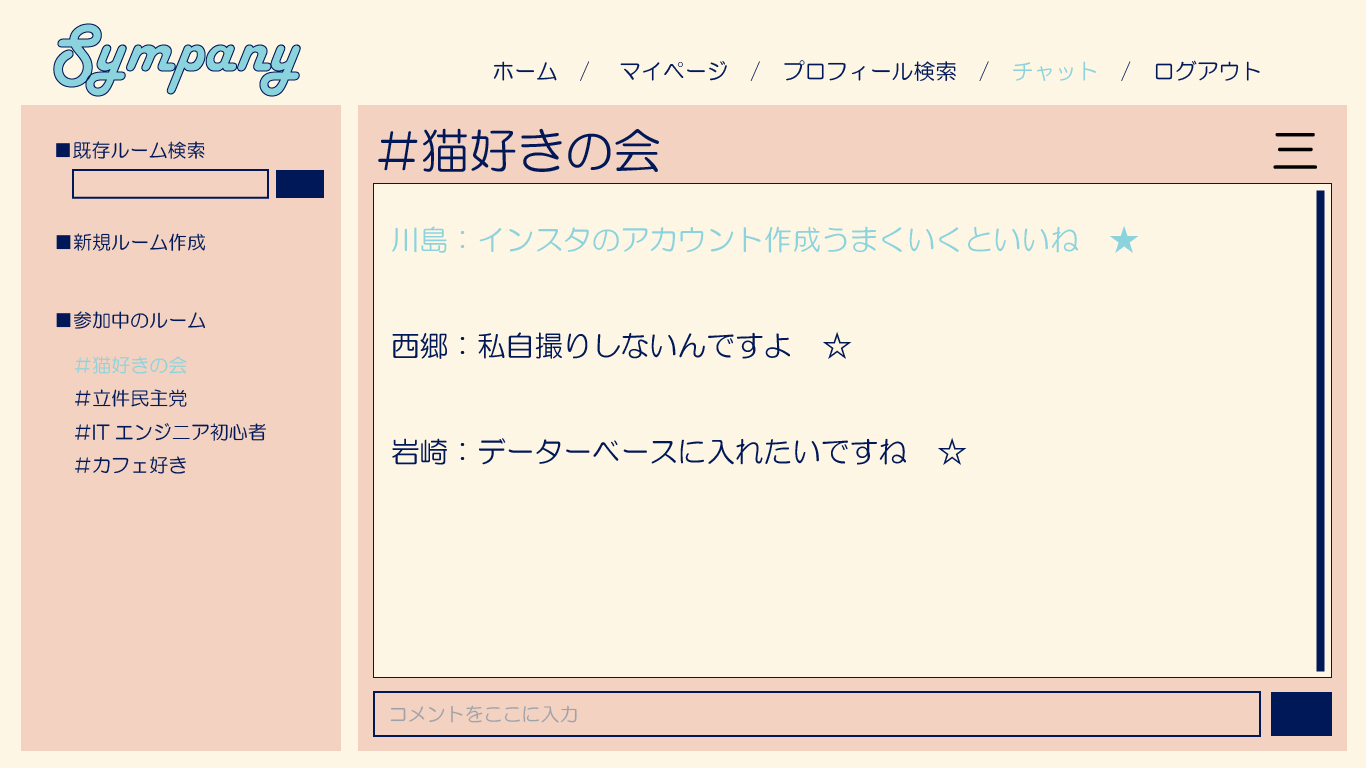 Sympany
ホーム / マイページ / プロフィール検索 / チャット / ログアウト
■既存ルーム検索
■新規ルーム作成
■参加中のルーム
#猫好きの会
#立件民主党
#IT エンジニア初心者
#カフェ好き
#猫好きの会
川島：インスタのアカウント作成うまくいくといいね ★
西郷：私自撮りしないんですよ ☆
岩崎：データーベースに入れたいですね ☆
コメントをここに入力